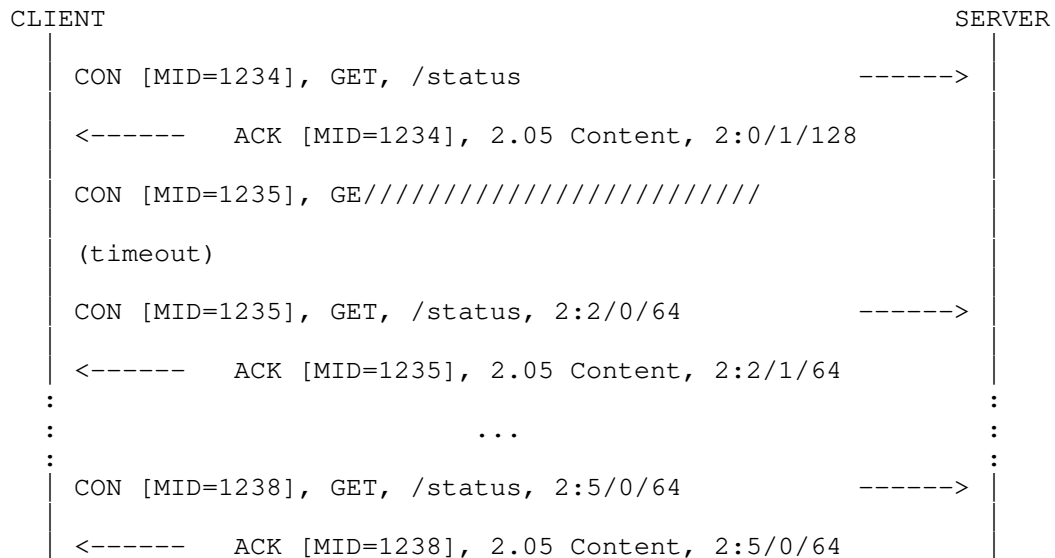 CLIENT                                                     SERVER
  |                                                          |
  | CON [MID=1234], GET, /status                     ------> |
  |                                                          |
  | <------   ACK [MID=1234], 2.05 Content, 2:0/1/128        |
  |                                                          |
  | CON [MID=1235], GE/////////////////////////              |
  |                                                          |
  | (timeout)                                                |
  |                                                          |
  | CON [MID=1235], GET, /status, 2:2/0/64           ------> |
  |                                                          |
  | <------   ACK [MID=1235], 2.05 Content, 2:2/1/64         |
  :                                                          :
  :                          ...                             :
  :                                                          :
  | CON [MID=1238], GET, /status, 2:5/0/64           ------> |
  |                                                          |
  | <------   ACK [MID=1238], 2.05 Content, 2:5/0/64         |